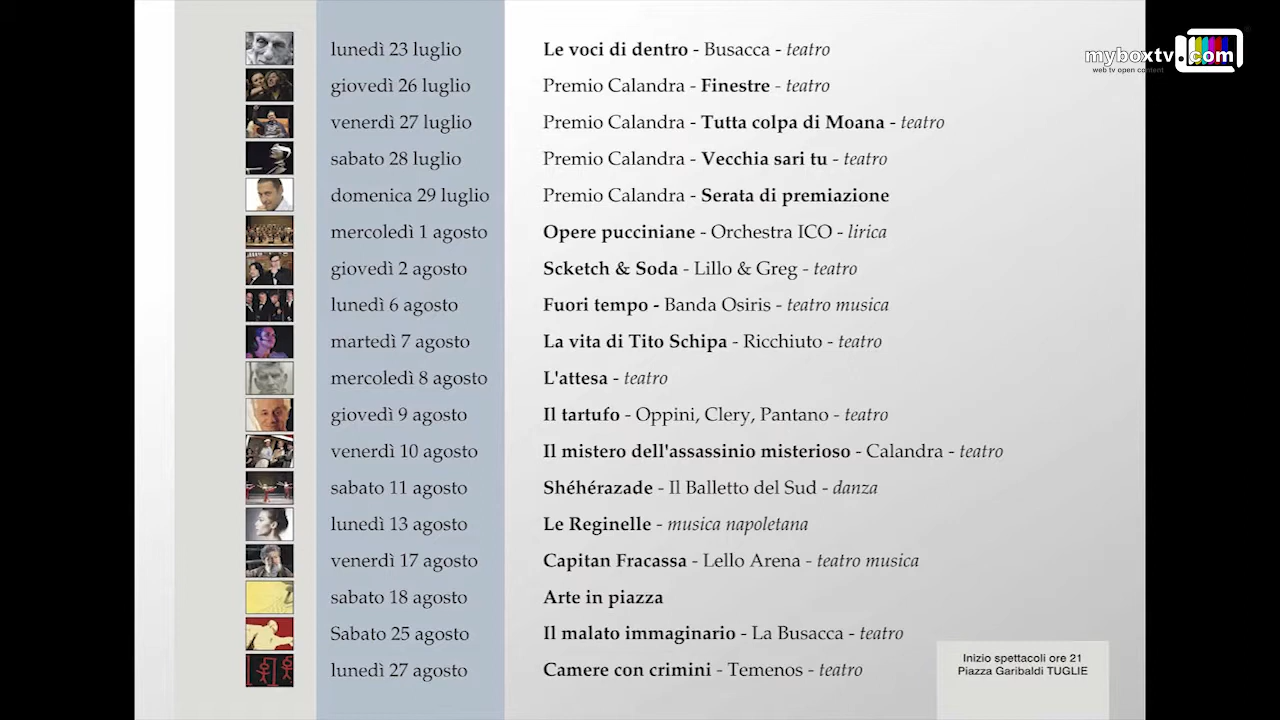 lunedì 23 luglio Le voci di dentro - Busacca - teatro
giovedì 26 luglio Premio Calandra - Finestre - teatro
venerdì 27 luglio Premio Calandra - Tutta colpa di Moana - teatro
sabato 28 luglio Premio Calandra - Vecchia sari tu - teatro
domenica 29 luglio Premio Calandra - Serata di premiazione
mercoledì 1 agosto Opere pucciniane - Orchestra ICO - lirica
giovedì 2 agosto Scketch & Soda - Lillo & Greg - teatro
lunedì 6 agosto Fuori tempo - Banda Osiris - teatro musica
martedì 7 agosto La vita di Tito Schipa - Ricchiuto - teatro
mercoledì 8 agosto L'attesa - teatro
giovedì 9 agosto Il tartufo - Oppini, Clery, Pantano - teatro
venerdì 10 agosto Il mistero dell'assassinio misterioso - Calandra - teatro
sabato 11 agosto Shéhérazade - Il Balletto del Sud - danza
lunedì 13 agosto Le Reginelle - musica napoletana
venerdì 17 agosto Capitan Fracassa - Lello Arena - teatro musica
sabato 18 agosto Arte in piazza
Sabato 25 agosto Il malato immaginario - La Busacca - teatro
lunedì 27 agosto Camere con crimini - Temenos - teatro
Inizio spettacoli ore 21
Piazza Garibaldi TUGLIE
myboxtv.com
web tv open content